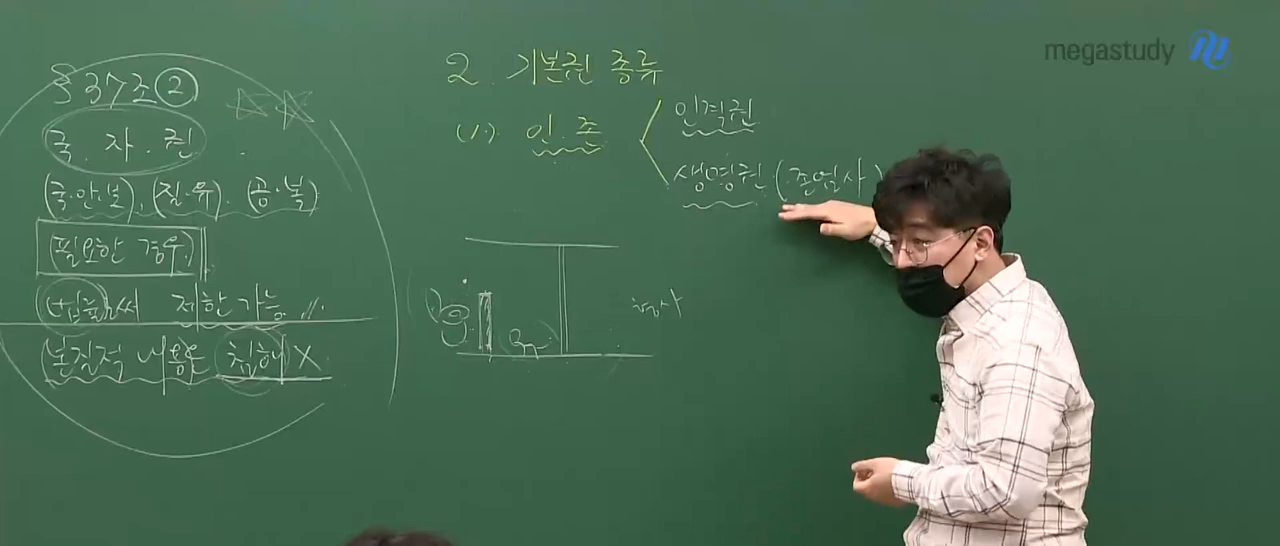 § 37조 ②
국. 자. 권
(국.안.보), (질.유), (공.복)
(필요한 경우)
법률로써 제한 가능
본질적 내용은 침해 X
2. 기본권 종류
(1) 인.존
인격권
생명권 (존엄사)
형사
megastudy